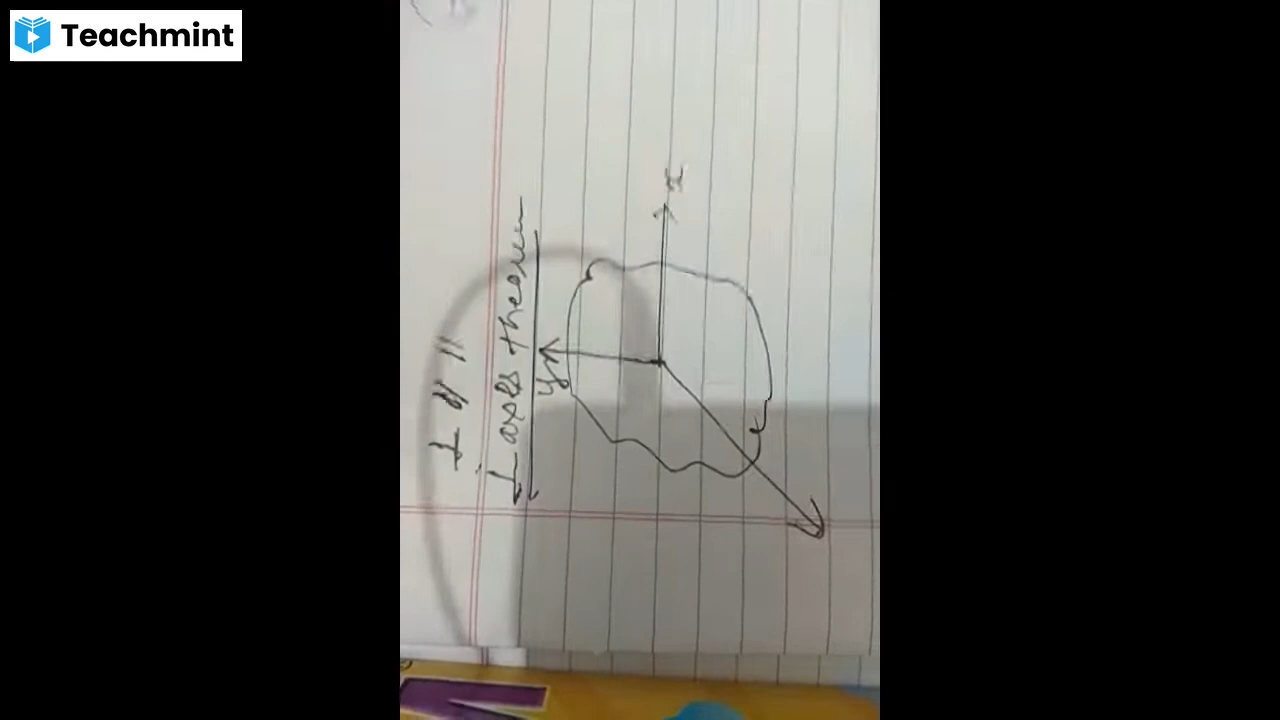 Teachmint
⊥ & ||
⊥ axes theorem
y
x